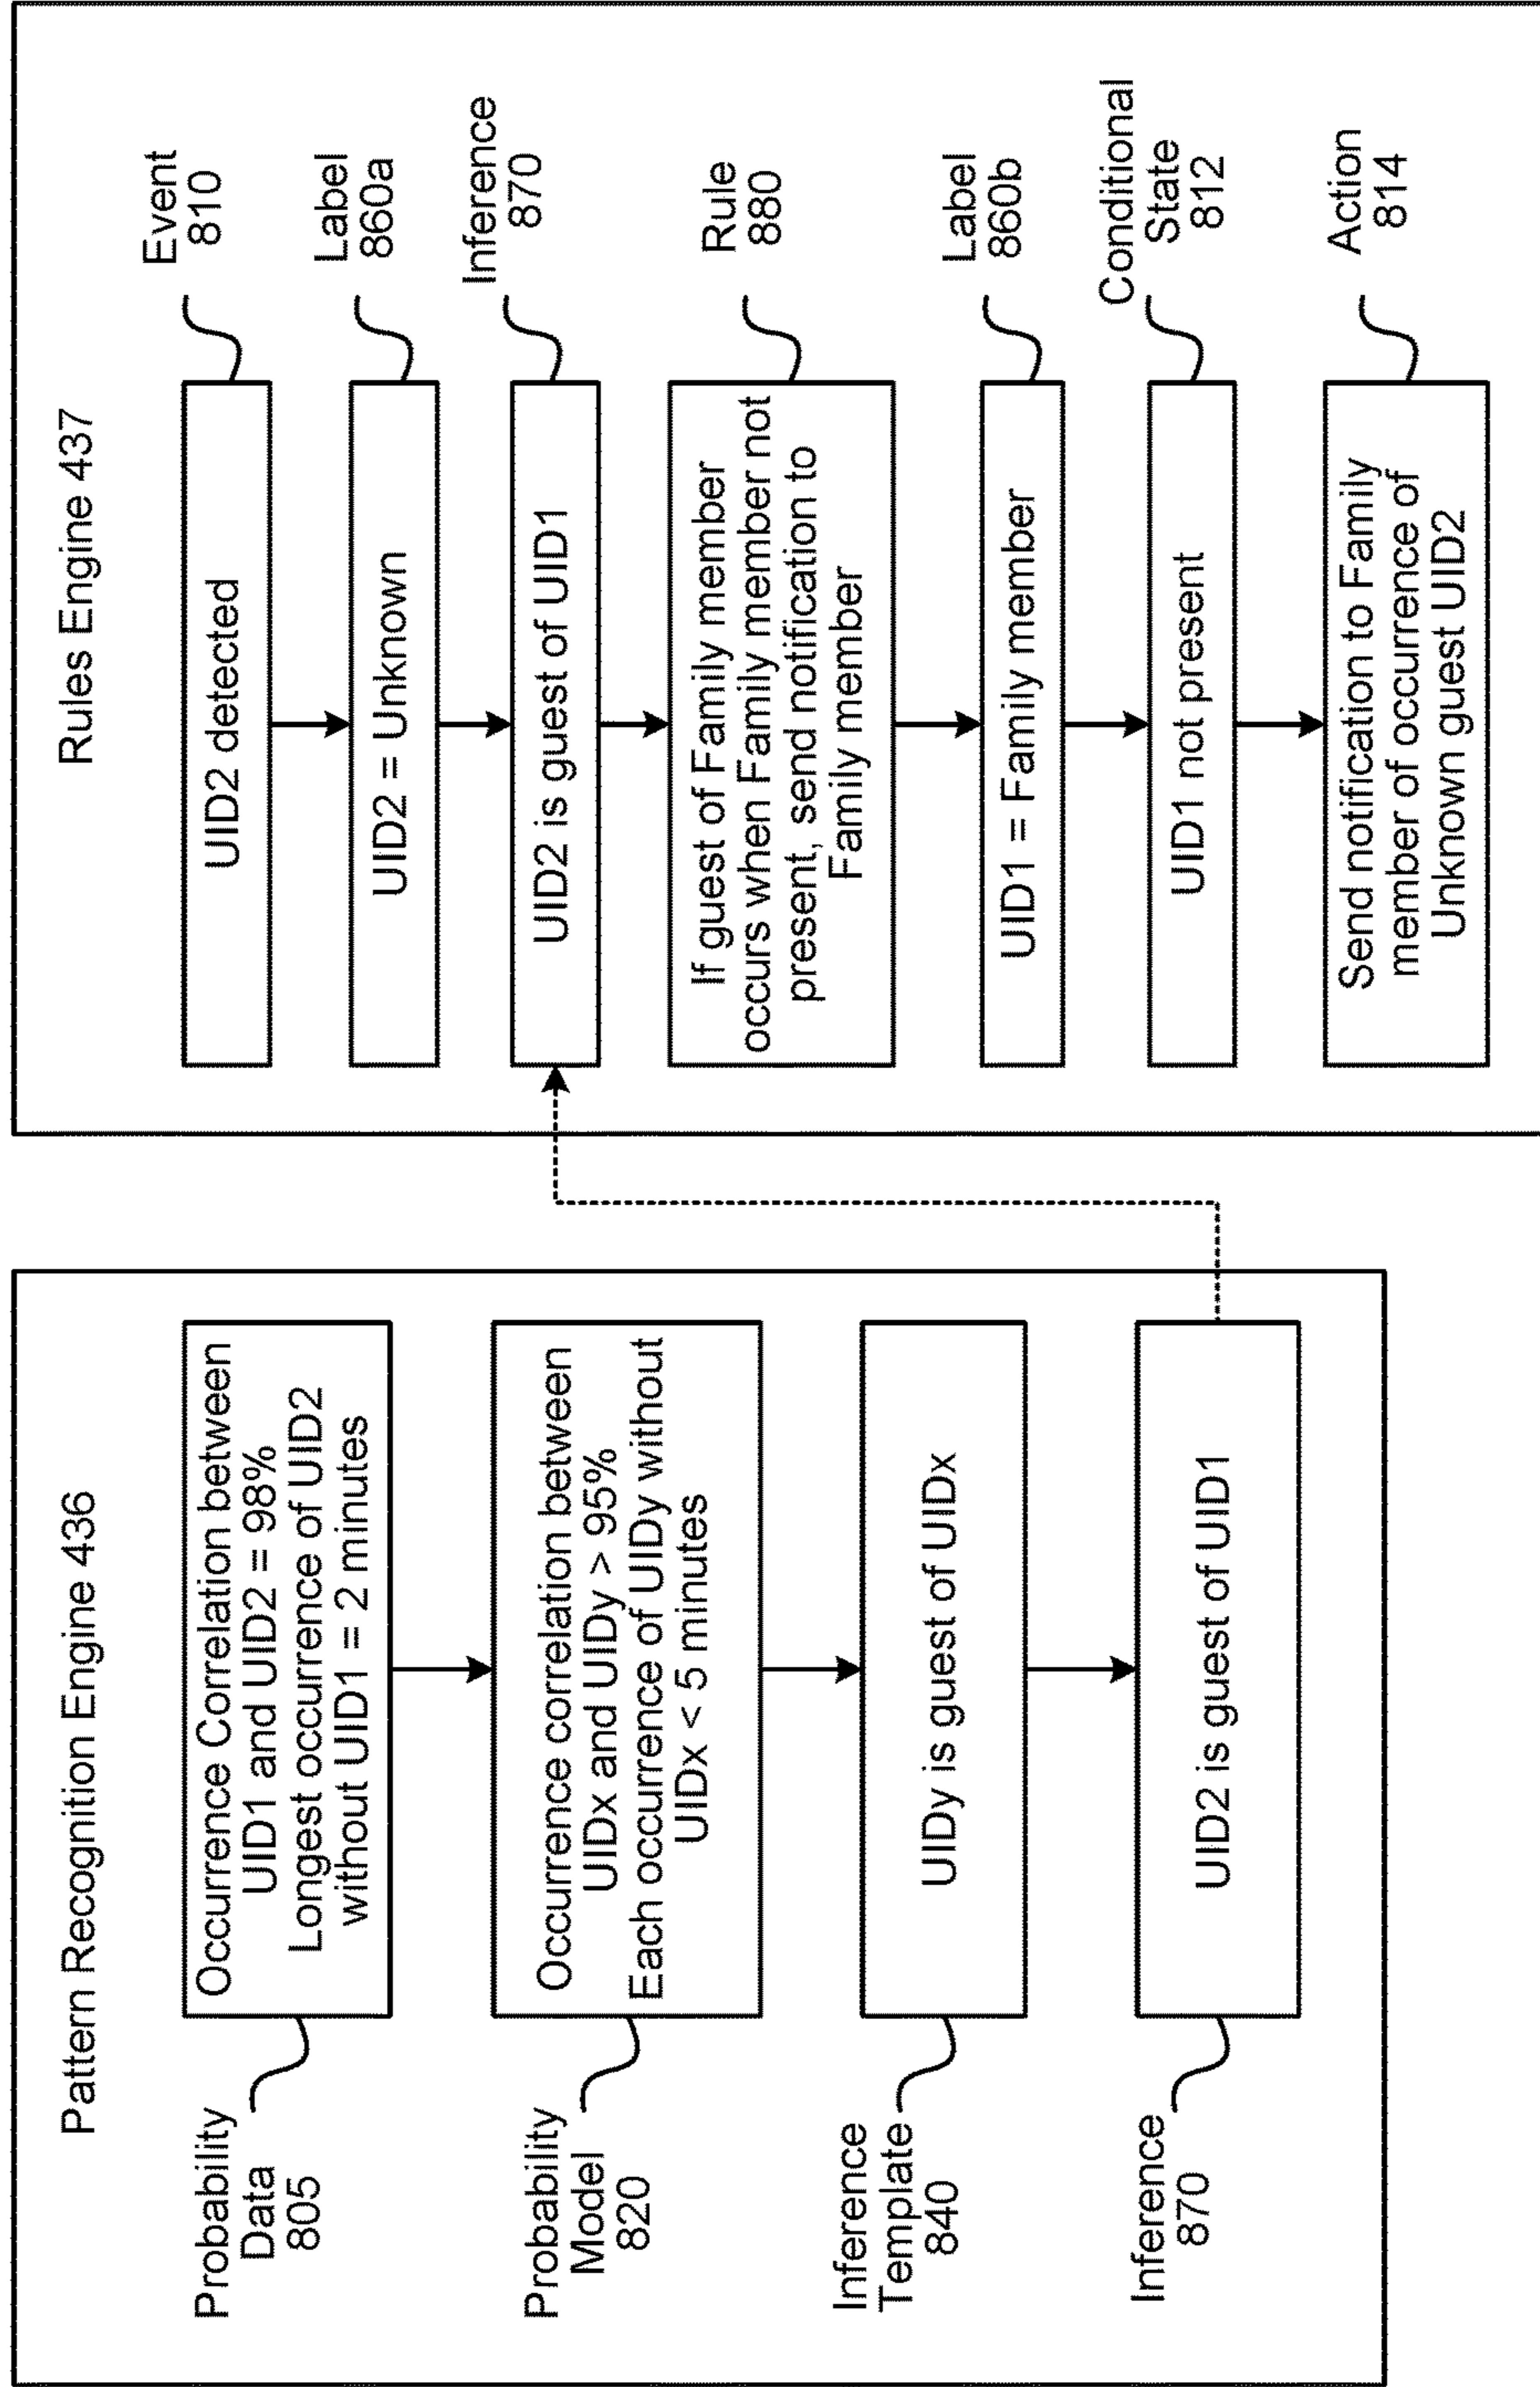 Pattern Recognition Engine 436
Probability
Data
805
Occurrence Correlation between
UID1 and UID2 = 98%
Longest occurrence of UID2
without UID1 = 2 minutes
Probability
Model
820
Occurrence correlation between
UIDx and UIDy > 95%
Each occurrence of UIDy without
UIDx < 5 minutes
Inference
Template
840
UIDy is guest of UIDx
Inference
870
UID2 is guest of UID1
Rules Engine 437
UID2 detected
Event
810
UID2 = Unknown
Label
860a
UID2 is guest of UID1
Inference
870
If guest of Family member
occurs when Family member not
present, send notification to
Family member
Rule
880
UID1 = Family member
Label
860b
UID1 not present
Conditional
State
812
Send notification to Family
member of occurrence of
Unknown guest UID2
Action
814